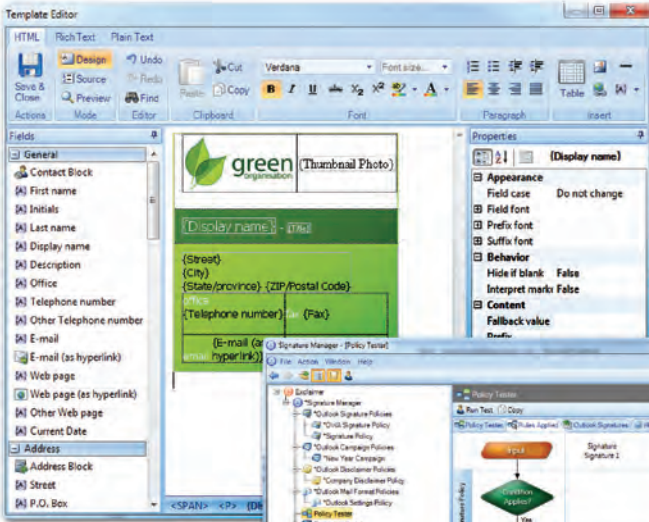 Template Editor
HTML Rich Text Plain Text
Save & Close
Design
Source
Preview
Undo
Redo
Find
Paste
Cut
Copy
Verdana
Font size...
B I U abc X2 X2 A
Table
Actions Mode Editor Clipboard Font Paragraph Insert
Fields
General
Contact Block
First name
Initials
Last name
Display name
Description
Office
Telephone number
Other Telephone number
E-mail
E-mail (as hyperlink)
Web page
Web page (as hyperlink)
Other Web page
Current Date
Address
Address Block
Street
P.O. Box
green
organisation
{Thumbnail Photo}
{Display name} - {Title}
{Street}
{City}
{State/province} {ZIP/Postal Code}
office
{Telephone number} fax {Fax}
{E-mail (as
email hyperlink)}
<SPAN> <P>
Properties
{Display name}
Appearance
Field case Do not change
Field font
Prefix font
Suffix font
Behavior
Hide if blank False
Interpret marku False
Content
Fallback value
Prefix
Signature Manager - [Policy Tester]
File Action Window Help
Exclaimer
Signature Manager
Outlook Signature Policies
Signature Policy
Outlook Campaign Policies
New Year Campaign
Outlook Disclaimer Policies
Company Disclaimer Policy
Outlook Mail Format Policies
Outlook Settings Policy
Policy Tester
Policy Tester
Run Test Copy
Policy Tester Rules Applied Outlook Signatures
Input
Signature
Signature 1
Condition
Applies?
Yes